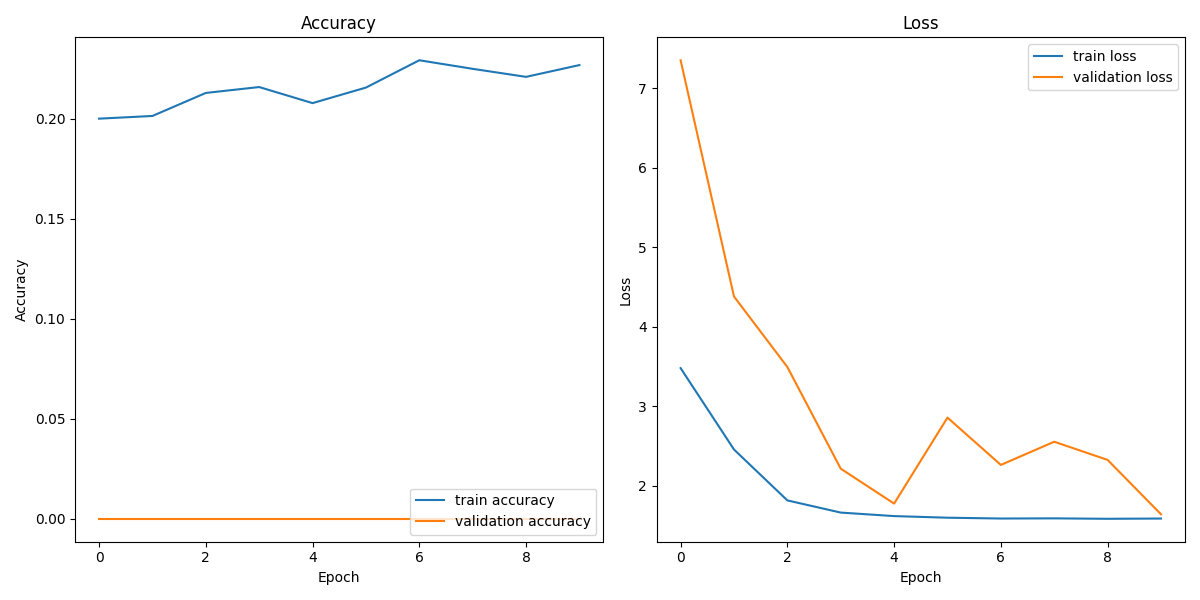 Accuracy
Accuracy
0.20
0.15
0.10
0.05
0.00
0 2 4 6 8
Epoch
train accuracy
validation accuracy
Loss
Loss
7
6
5
4
3
2
0 2 4 6 8
Epoch
train loss
validation loss